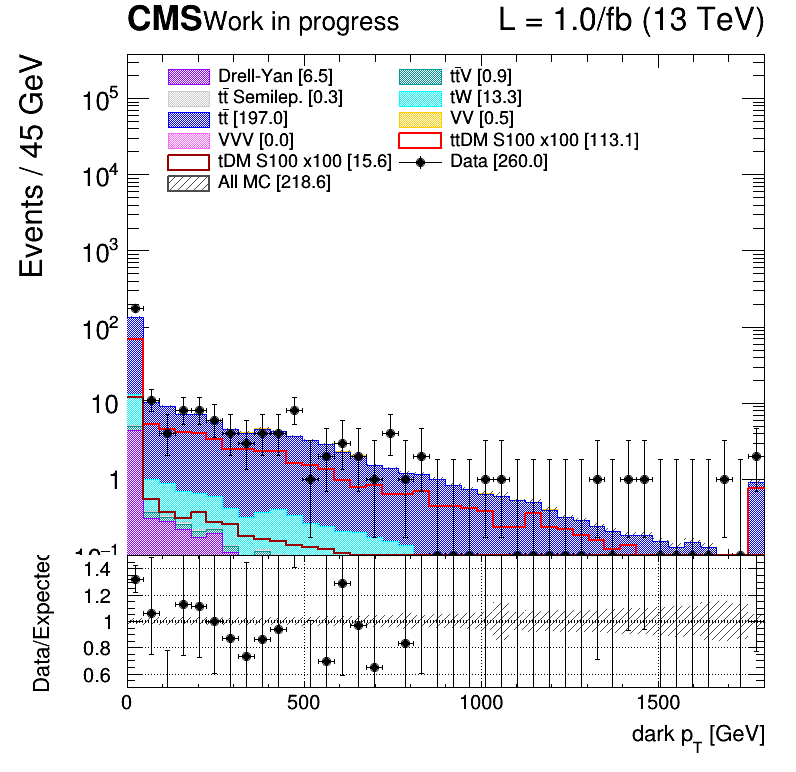 CMS Work in progress L = 1.0/fb (13 TeV)
Events / 45 GeV
Drell-Yan [6.5] tt̄V [0.9]
tt̄ Semilep. [0.3] tW [13.3]
tt̄ [197.0] VV [0.5]
VVV [0.0] ttDM S100 x100 [113.1]
tDM S100 x100 [15.6] Data [260.0]
All MC [218.6]
10⁵
10⁴
10³
10²
10
1
10⁻¹
Data/Expected
1.4
1.2
1
0.8
0.6
0 500 1000 1500
dark p_T [GeV]